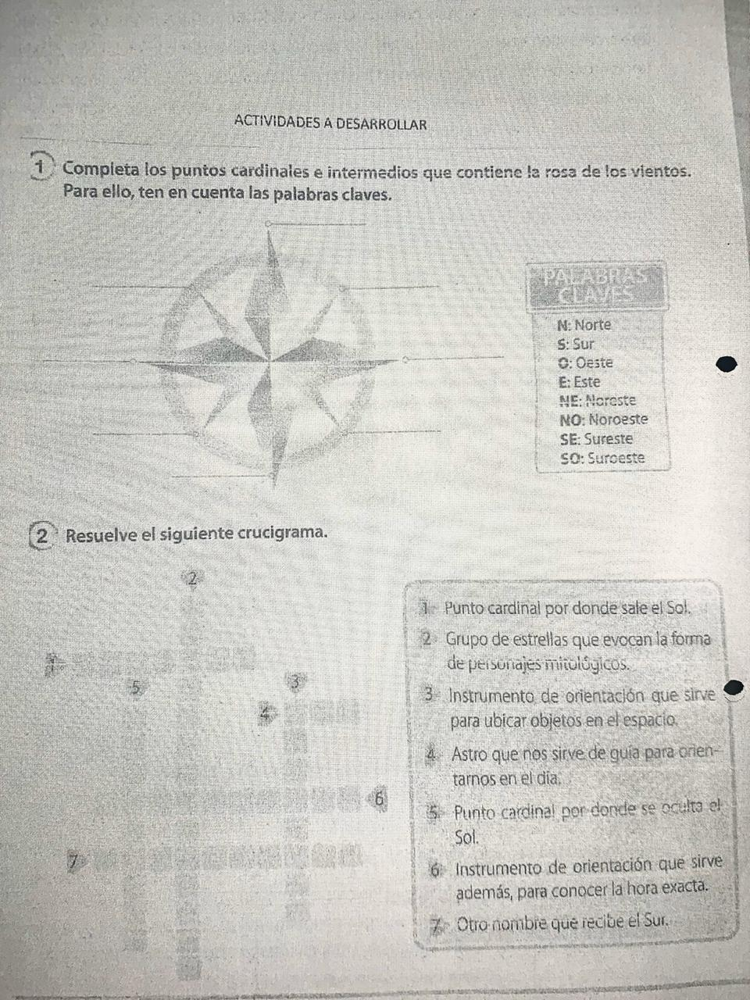 ACTIVIDADES A DESARROLLAR
1 Completa los puntos cardinales e intermedios que contiene la rosa de los vientos.
Para ello, ten en cuenta las palabras claves.
PALABRAS
CLAVES
N: Norte
S: Sur
O: Oeste
E: Este
NE: Noreste
NO: Noroeste
SE: Sureste
SO: Suroeste
2 Resuelve el siguiente crucigrama.
2
1
5
3
4
6
7
1 Punto cardinal por donde sale el Sol.
2 Grupo de estrellas que evocan la forma
de personajes mitológicos.
3 Instrumento de orientación que sirve
para ubicar objetos en el espacio.
4 Astro que nos sirve de guía para orien-
tarnos en el día.
5 Punto cardinal por donde se oculta el
Sol.
6 Instrumento de orientación que sirve
además, para conocer la hora exacta.
7 Otro nombre que recibe el Sur.